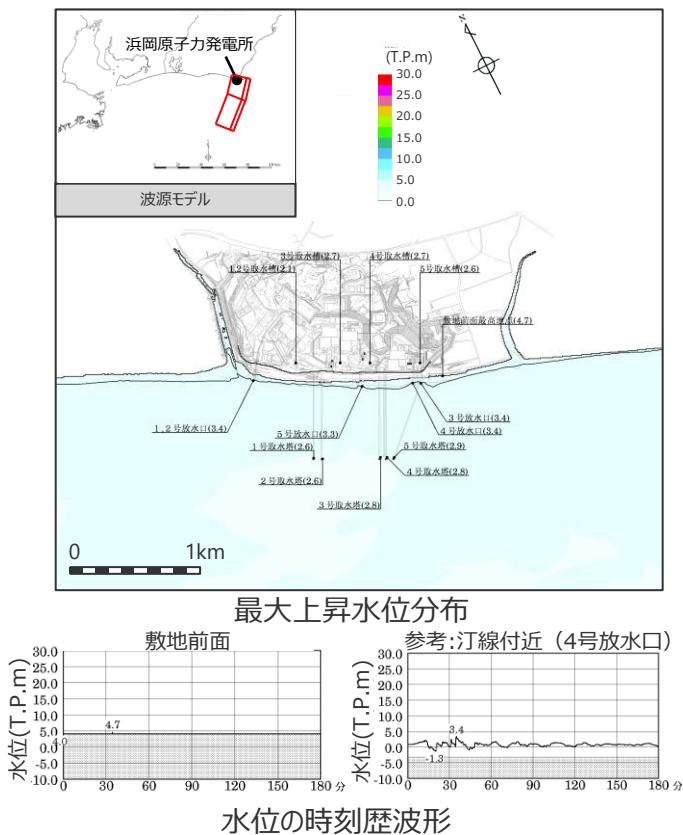 浜岡原子力発電所
波源モデル
N
(T.P.m)
30.0
25.0
20.0
15.0
10.0
5.0
0.0
3号取水槽(2.7)
4号取水槽(2.7)
1,2号取水槽(2.1)
5号取水槽(2.6)
敷地前面最高地点(4.7)
1,2号放水口(3.4)
5号放水口(3.3)
3号放水口(3.4)
4号放水口(3.4)
1号取水塔(2.6)
5号取水塔(2.9)
2号取水塔(2.6)
4号取水塔(2.8)
3号取水塔(2.8)
0 1km
最大上昇水位分布
敷地前面
水位(T.P.m)
30.0
25.0
20.0
15.0
10.0
5.0
0.0
-5.0
-10.0
4.7
4.0
0 30 60 90 120 150 180 分
参考:汀線付近（4号放水口）
水位(T.P.m)
30.0
25.0
20.0
15.0
10.0
5.0
0.0
-5.0
-10.0
3.4
-1.3
0 30 60 90 120 150 180 分
水位の時刻歴波形